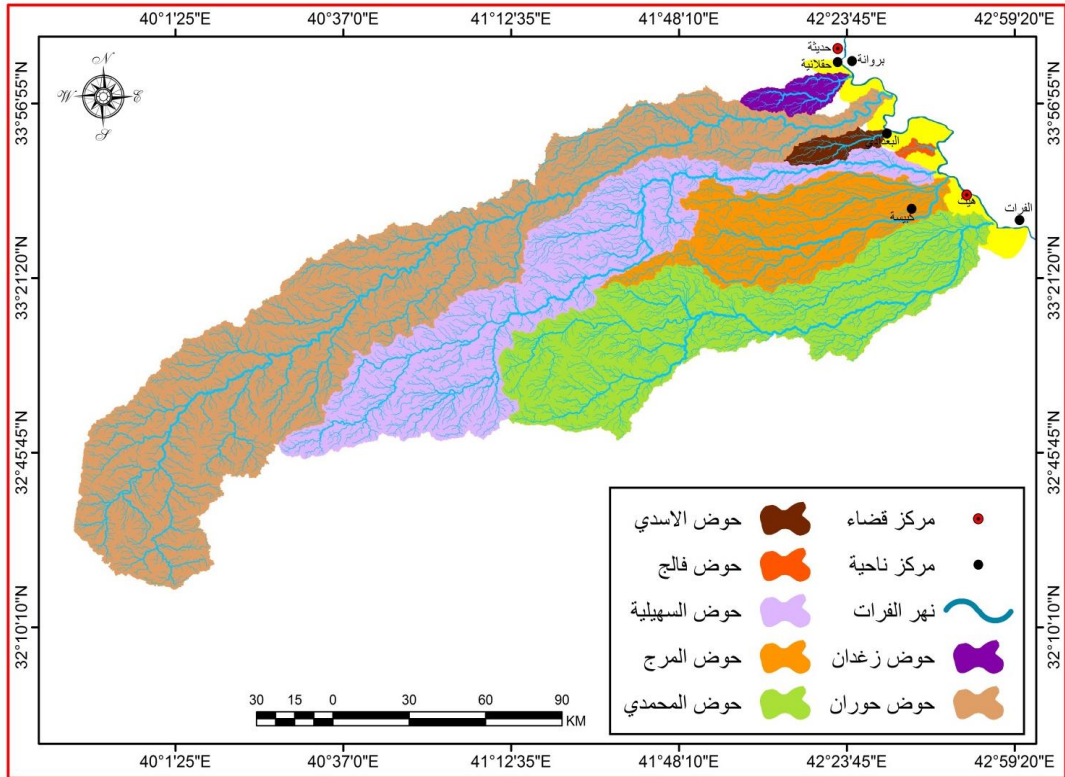 40°1'25"E 40°37'0"E 41°12'35"E 41°48'10"E 42°23'45"E 42°59'20"E
N
W E
S
حديثة
حقلانية
بروانة
33°56'55"N 33°56'55"N
هيت
الفرات
كبيسة
33°21'20"N 33°21'20"N
32°45'45"N 32°45'45"N
مركز قضاء حوض الاسدي
مركز ناحية حوض فالج
نهر الفرات حوض السهيلية
حوض زغدان حوض المرج
حوض حوران حوض المحمدي
32°10'10"N 32°10'10"N
30 15 0 30 60 90
KM
40°1'25"E 40°37'0"E 41°12'35"E 41°48'10"E 42°23'45"E 42°59'20"E